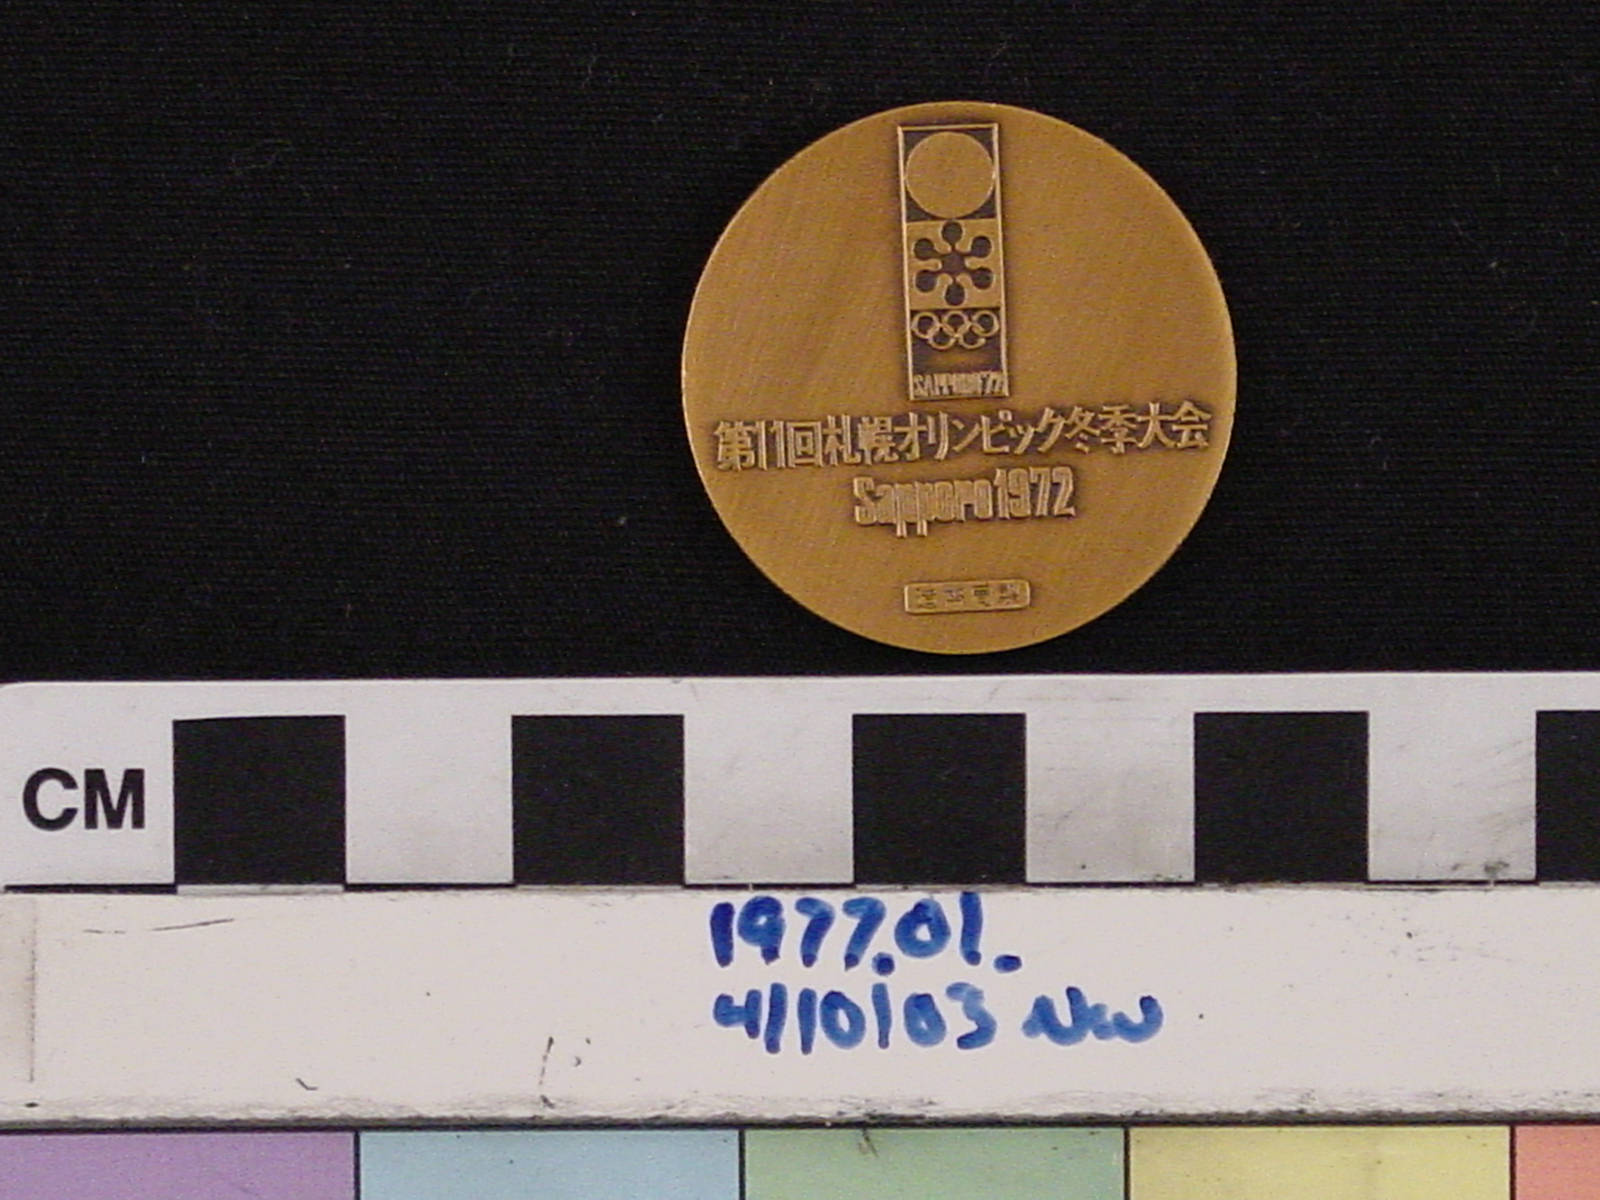 SAPPORO'72
第11回札幌オリンピック冬季大会
Sapporo1972
CM
1977.01.
4/10/03